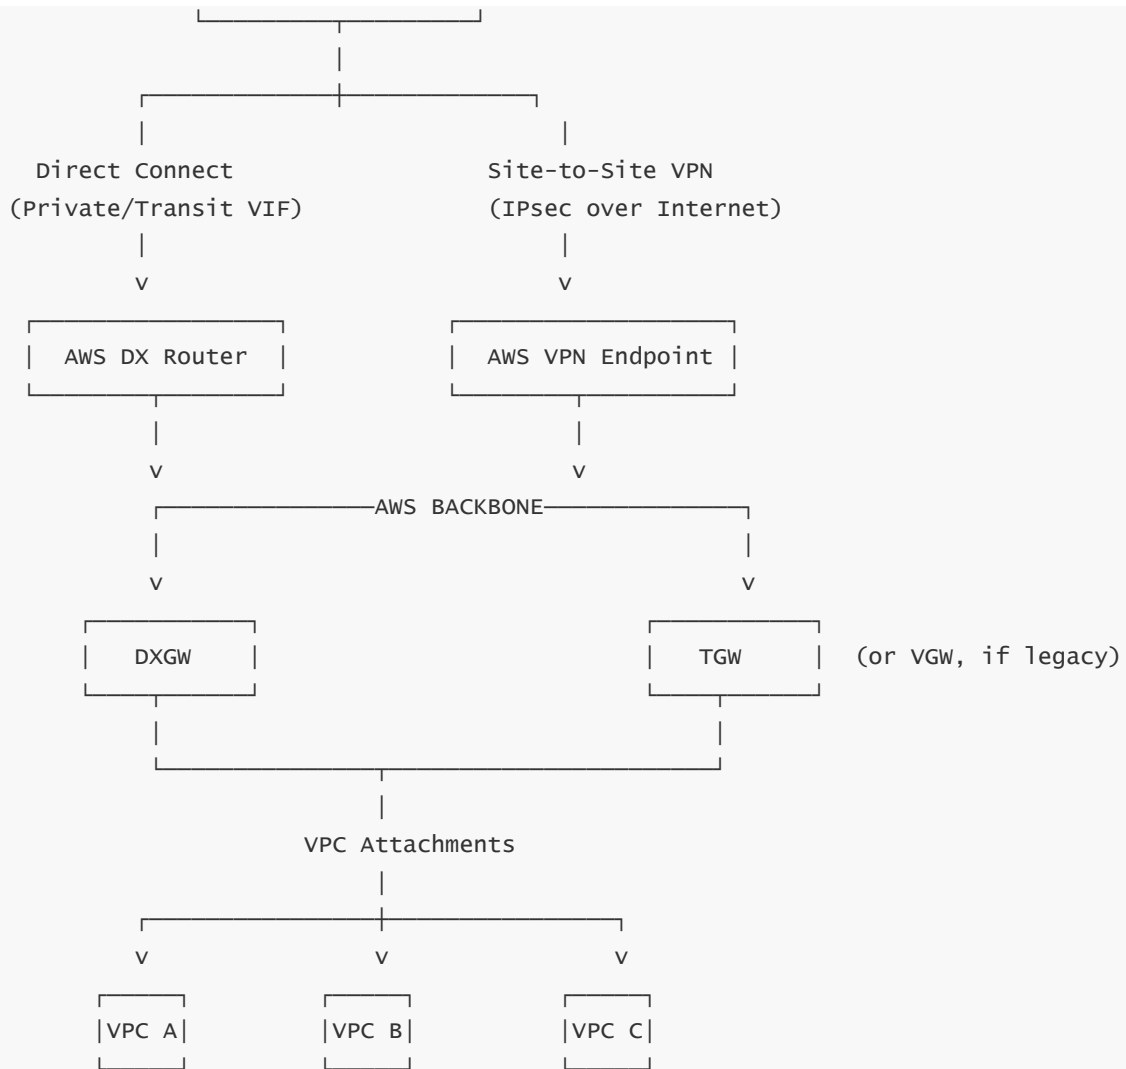 Direct Connect Site-to-Site VPN
(Private/Transit VIF) (IPsec over Internet)
v v
AWS DX Router AWS VPN Endpoint
v v
AWS BACKBONE
v v
DXGW TGW (or VGW, if legacy)
VPC Attachments
v v v
VPC A VPC B VPC C